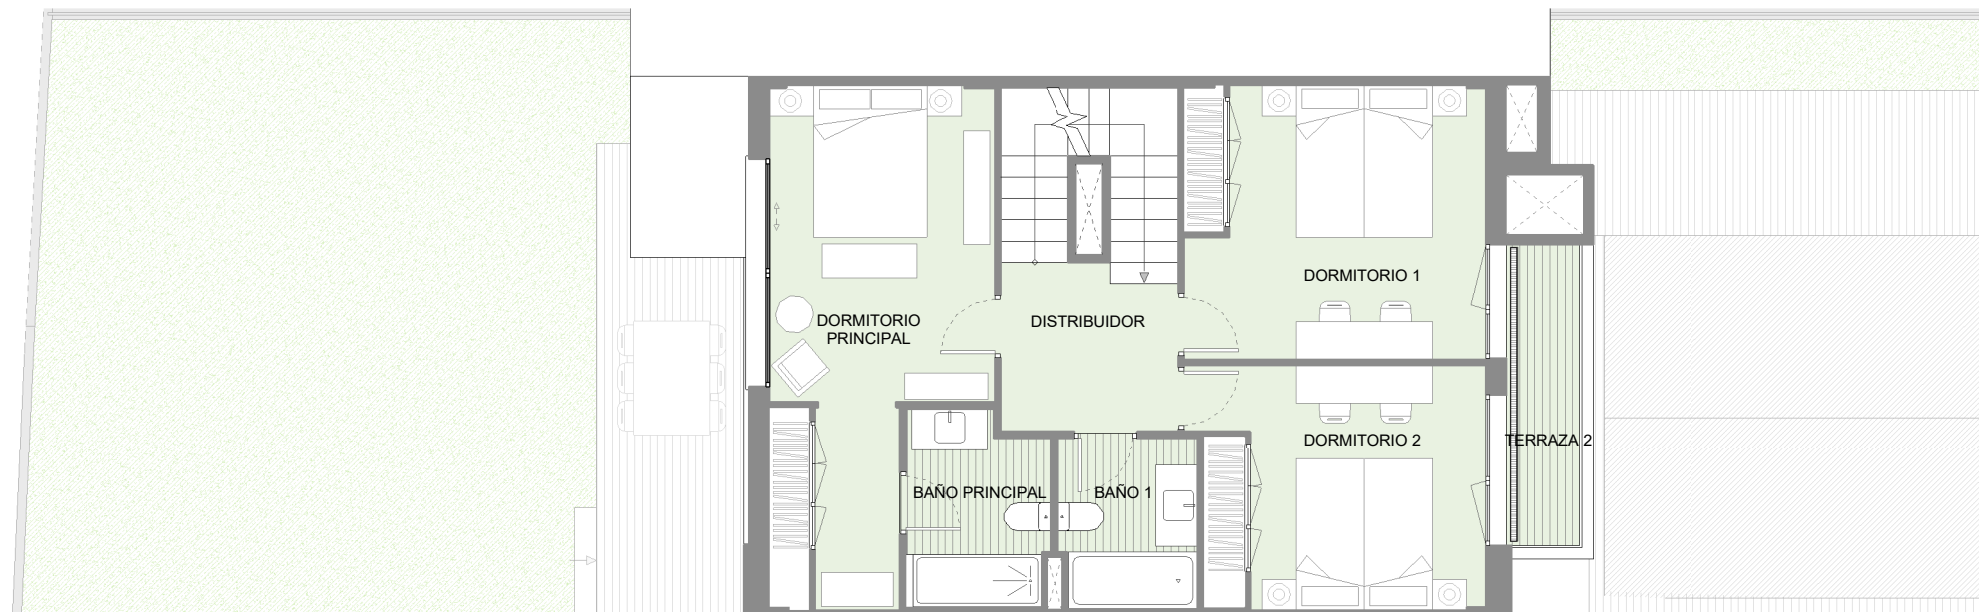 DORMITORIO 1
DORMITORIO
PRINCIPAL
DISTRIBUIDOR
DORMITORIO 2
TERRAZA 2
BAÑO PRINCIPAL
BAÑO 1